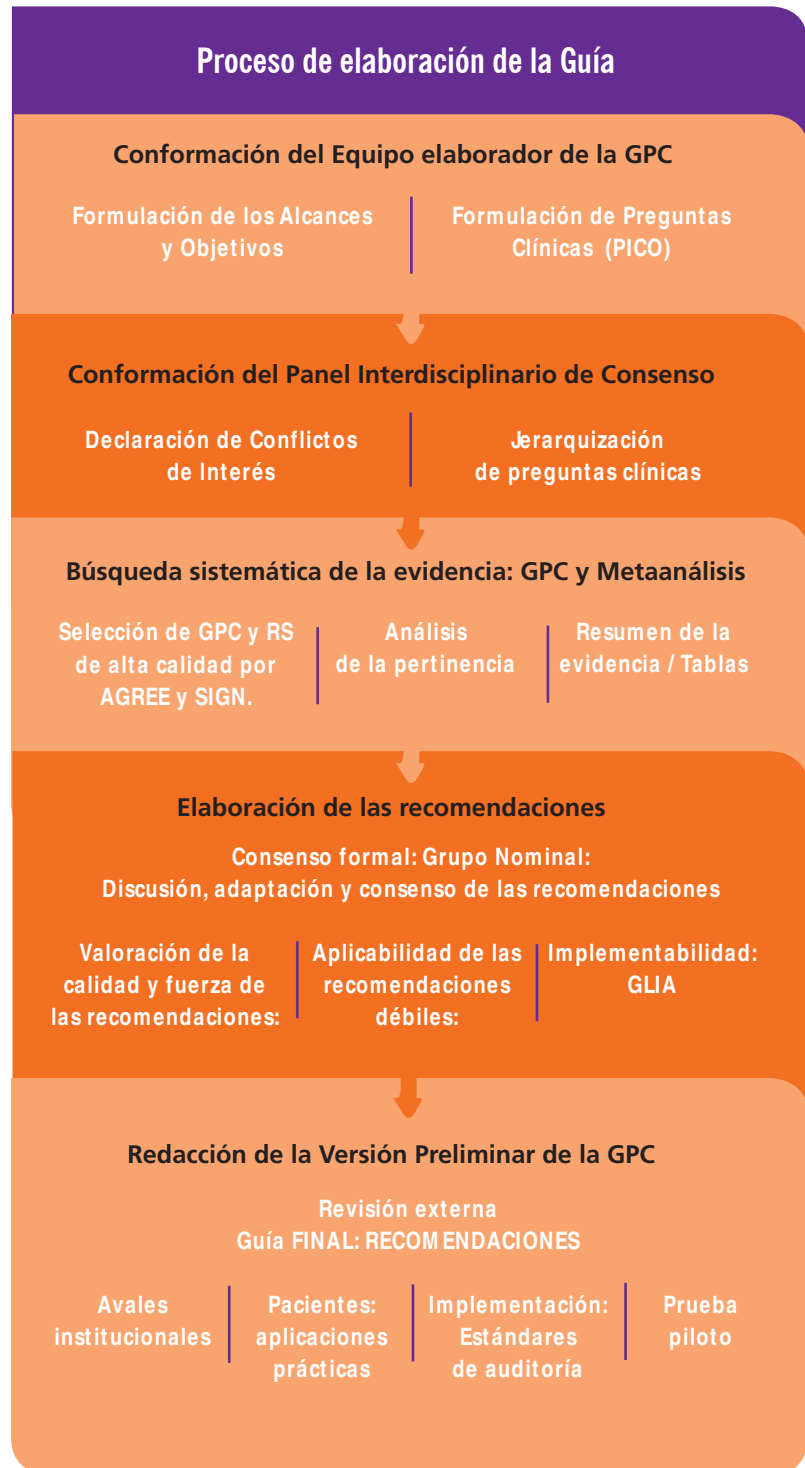 Proceso de elaboración de la Guía
Conformación del Equipo elaborador de la GPC
Formulación de los Alcances
y Objetivos
Formulación de Preguntas
Clínicas (PICO)
Conformación del Panel Interdisciplinario de Consenso
Declaración de Conflictos
de Interés
Jerarquización
de preguntas clínicas
Búsqueda sistemática de la evidencia: GPC y Metaanálisis
Selección de GPC y RS
de alta calidad por
AGREE y SIGN.
Análisis
de la pertinencia
Resumen de la
evidencia / Tablas
Elaboración de las recomendaciones
Consenso formal: Grupo Nominal:
Discusión, adaptación y consenso de las recomendaciones
Valoración de la
calidad y fuerza de
las recomendaciones:
Aplicabilidad de las
recomendaciones
débiles:
Implementabilidad:
GLIA
Redacción de la Versión Preliminar de la GPC
Revisión externa
Guía FINAL: RECOMENDACIONES
Avales
institucionales
Pacientes:
aplicaciones
prácticas
Implementación:
Estándares
de auditoría
Prueba
piloto